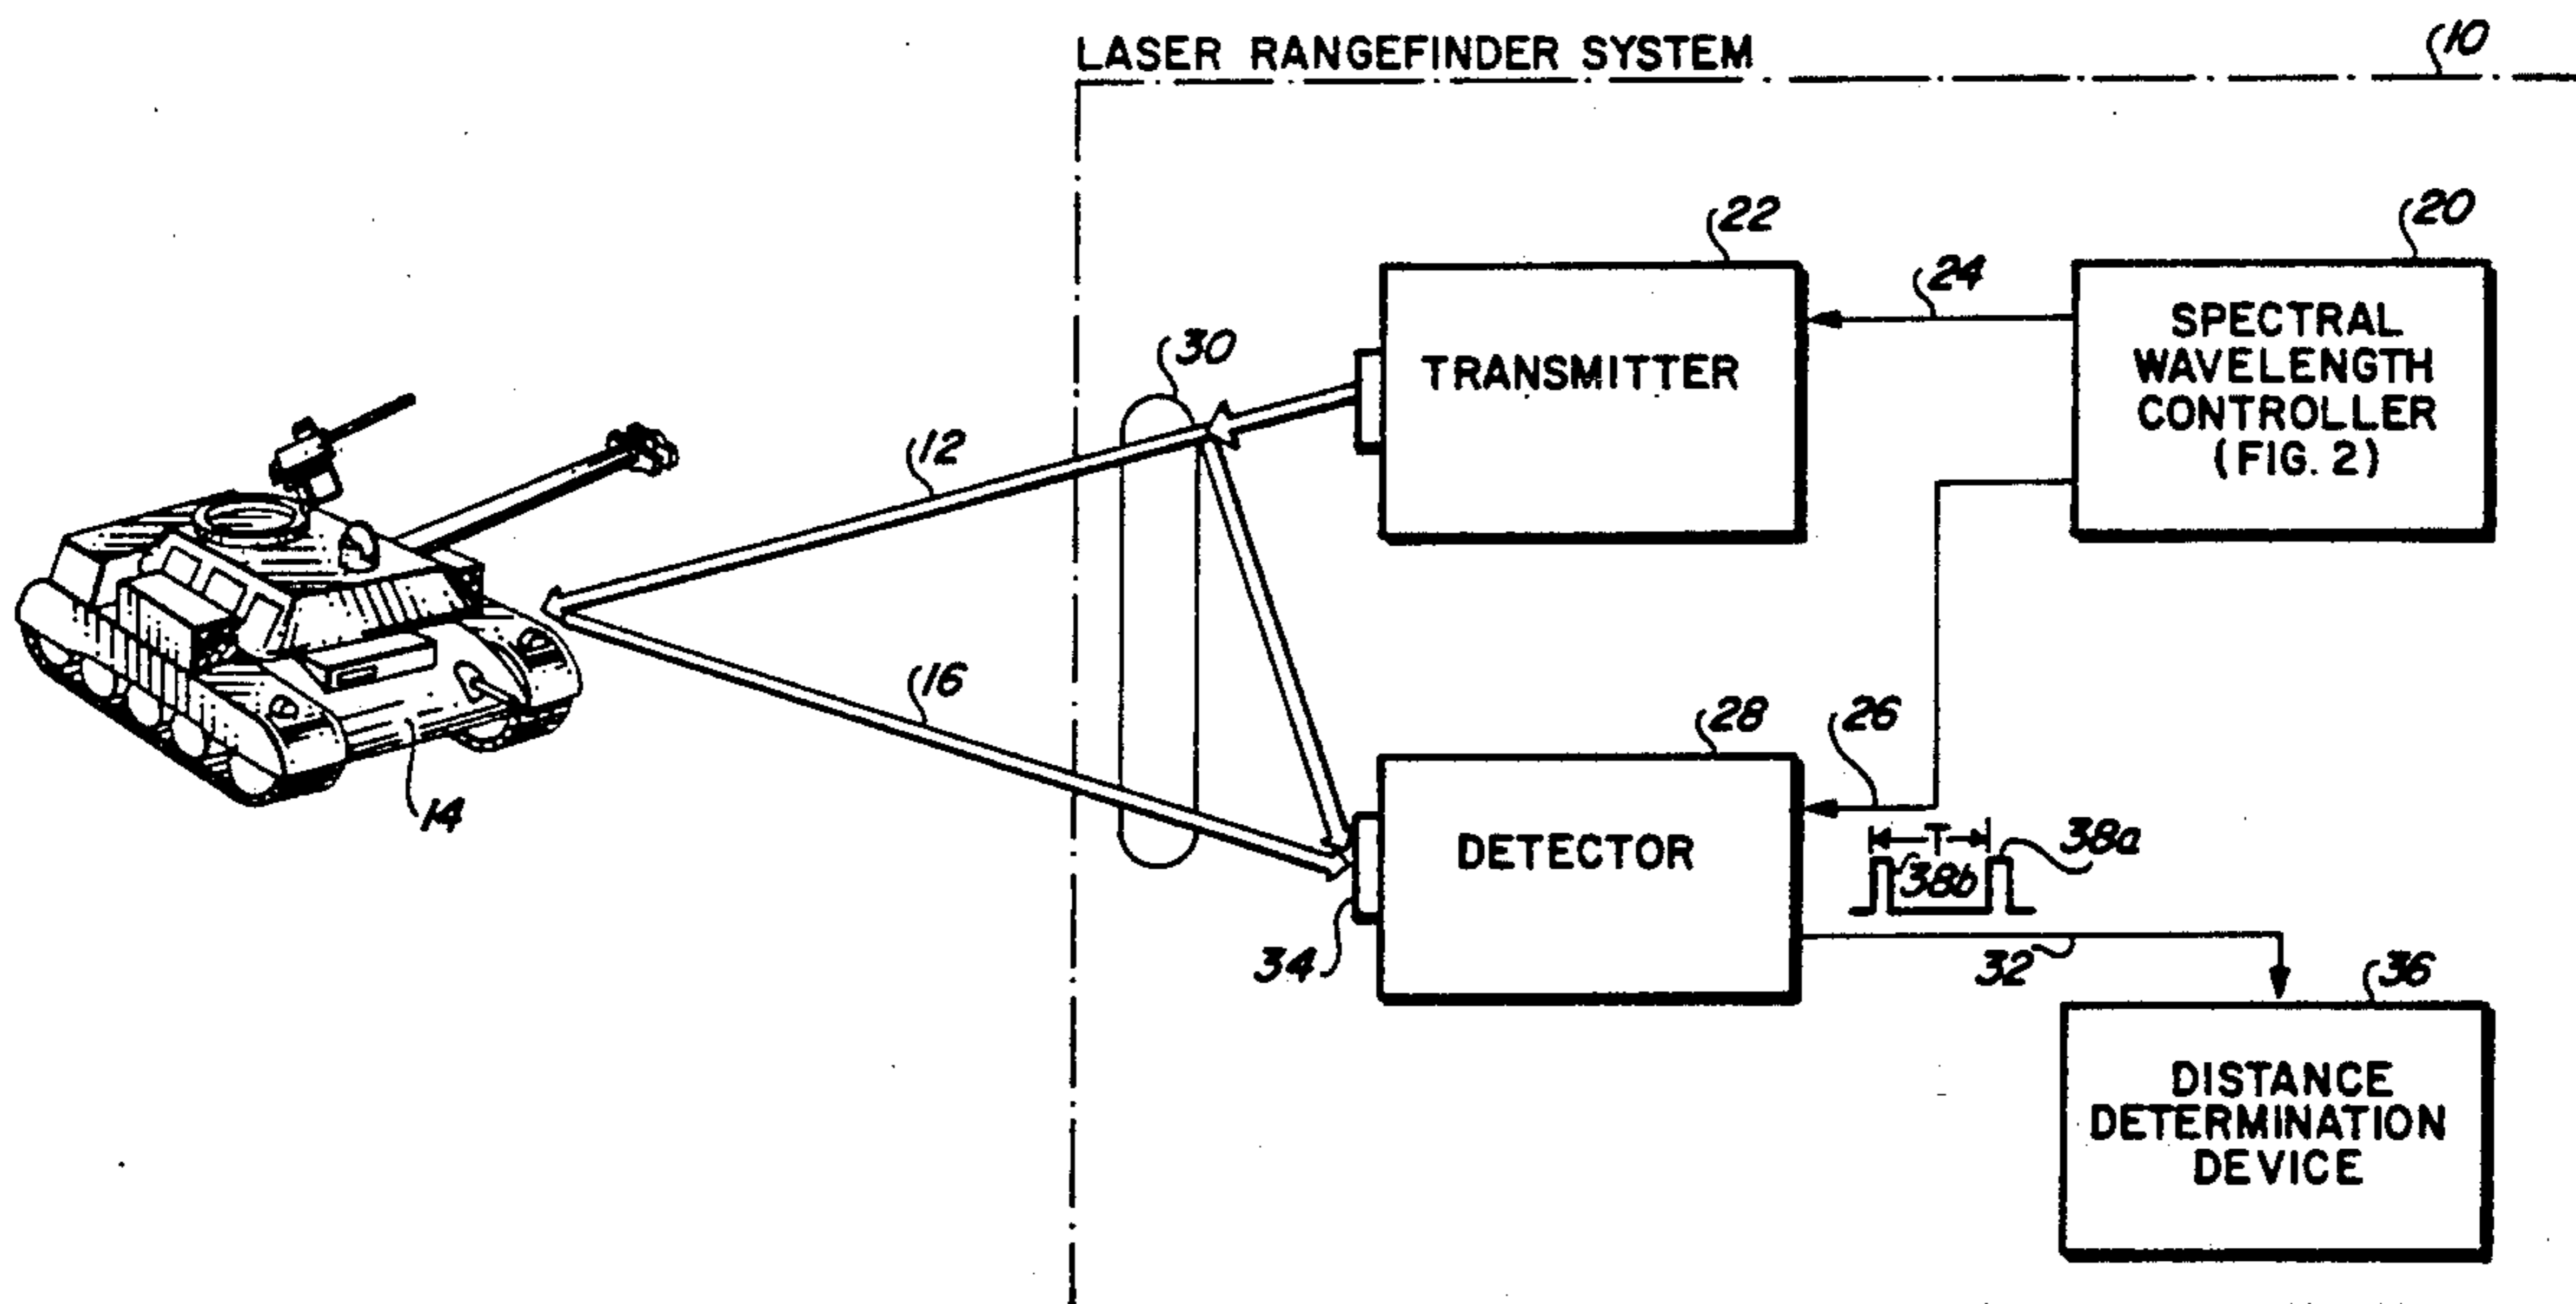 LASER RANGEFINDER SYSTEM
10
22
20
24
SPECTRAL
WAVELENGTH
CONTROLLER
(FIG. 2)
TRANSMITTER
30
12
16
14
28
26
DETECTOR
T
38a
38b
34
32
36
DISTANCE
DETERMINATION
DEVICE